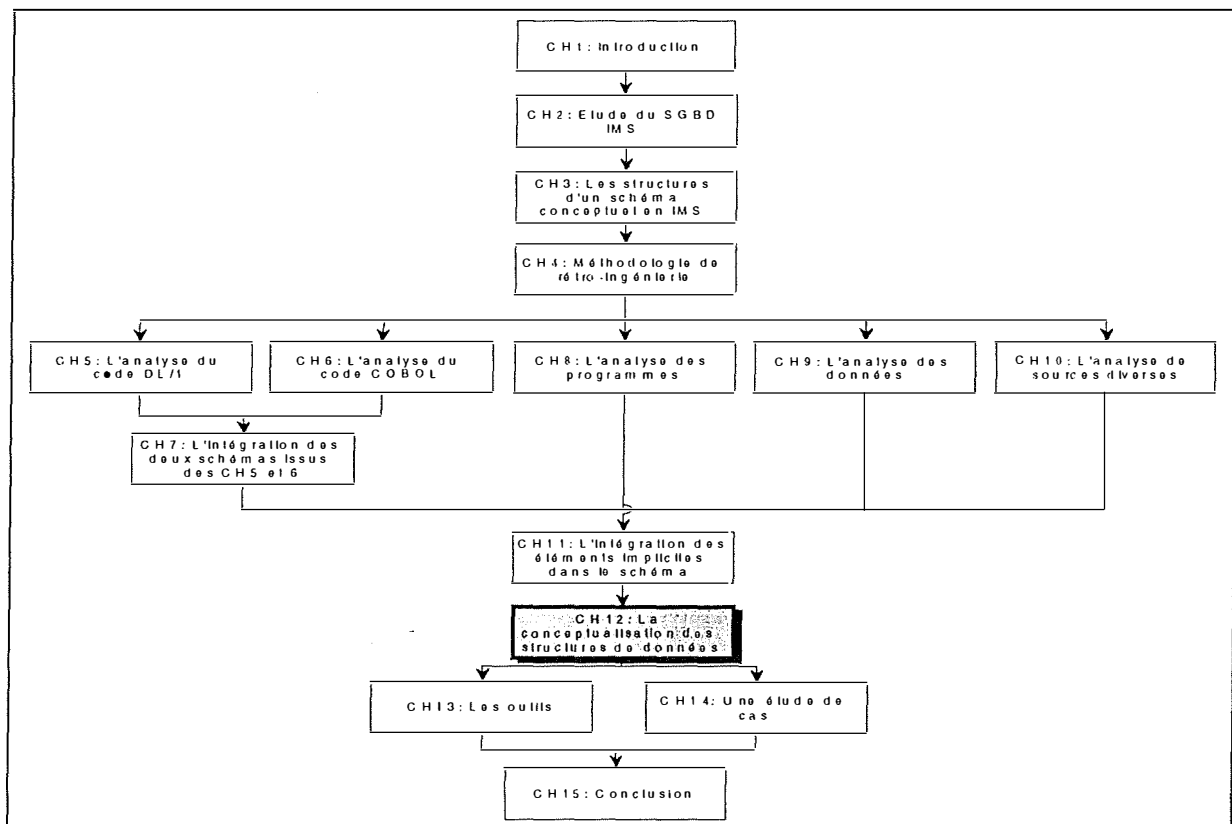 CH1: Introduction
CH2: Etude du SGBD
IMS
CH3: Les structures
d'un schéma
conceptuel en IMS
CH4: Méthodologie de
rétro-ingénierie
CH5: L'analyse du
code DL/1
CH6: L'analyse du
code COBOL
CH8: L'analyse des
programmes
CH9: L'analyse des
données
CH10: L'analyse de
sources diverses
CH7: L'intégration des
deux schémas issus
des CH5 et 6
CH11: L'intégration des
éléments implicites
dans le schéma
CH12: La
conceptualisation des
structures de données
CH13: Les outils
CH14: Une étude de
cas
CH15: Conclusion